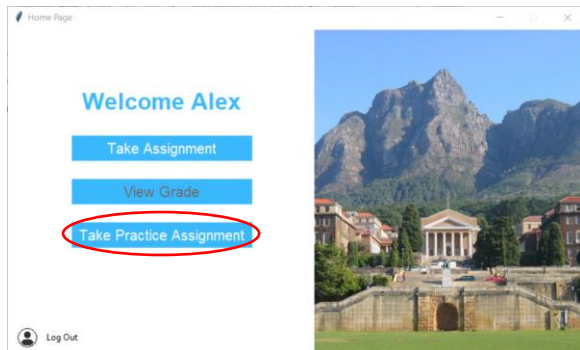 Home Page
Welcome Alex
Take Assignment
View Grade
Take Practice Assignment
Log Out